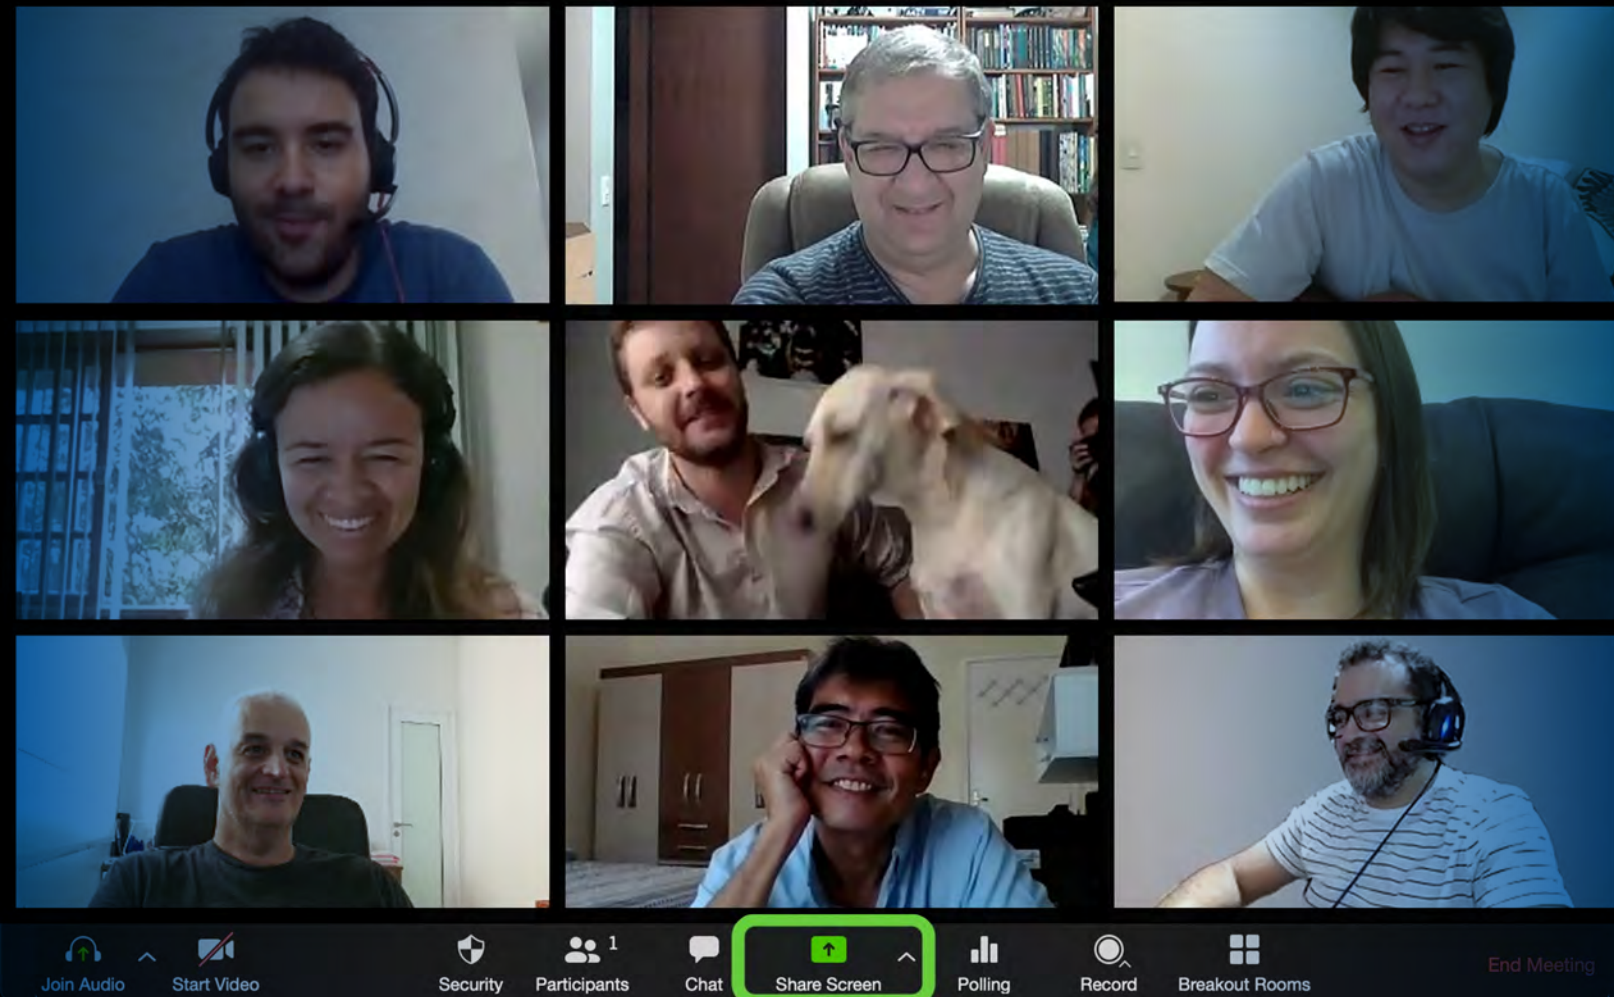 1
Join Audio
Start Video
Security
Participants
Chat
Share Screen
Polling
Record
Breakout Rooms
End Meeting